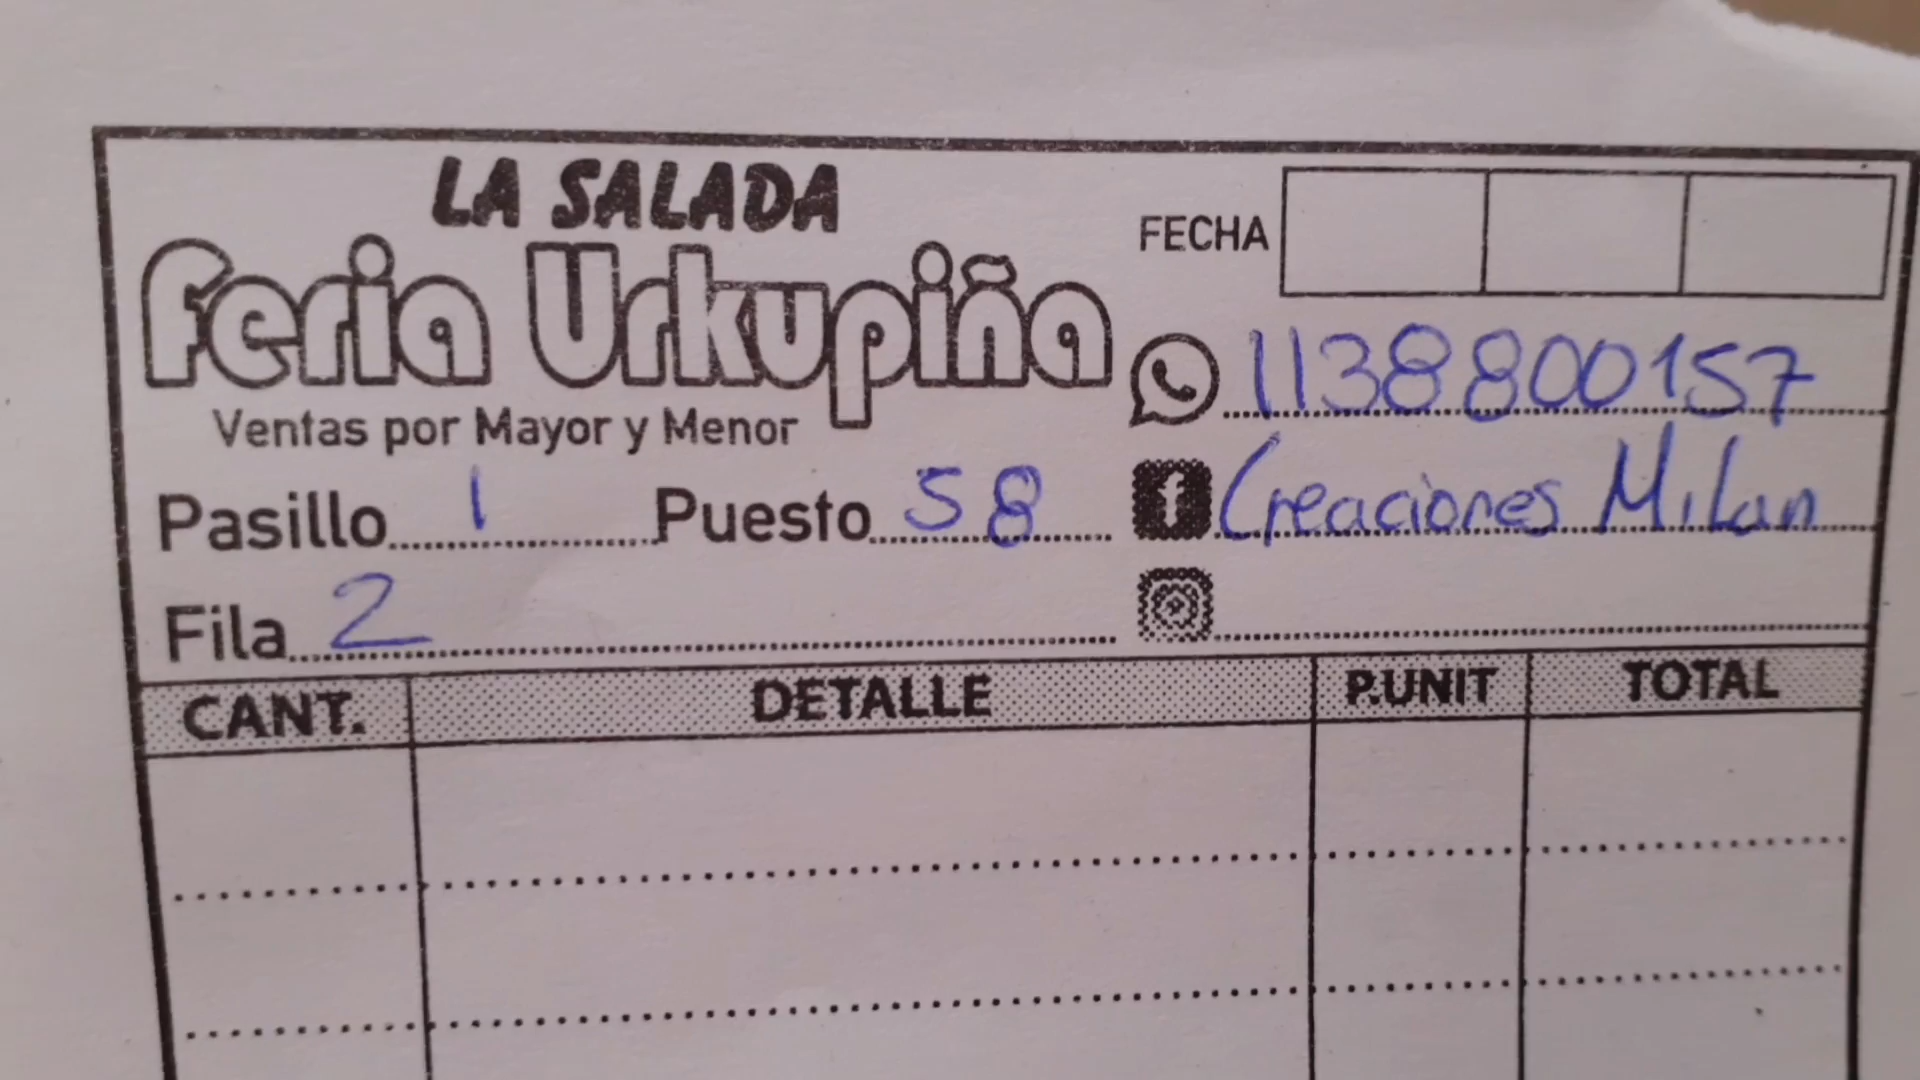 LA SALADA
Feria Urkupiña
Ventas por Mayor y Menor
Pasillo 1 Puesto 58
Fila 2
FECHA
1138800157
Creaciones Milan
CANT. DETALLE P.UNIT TOTAL